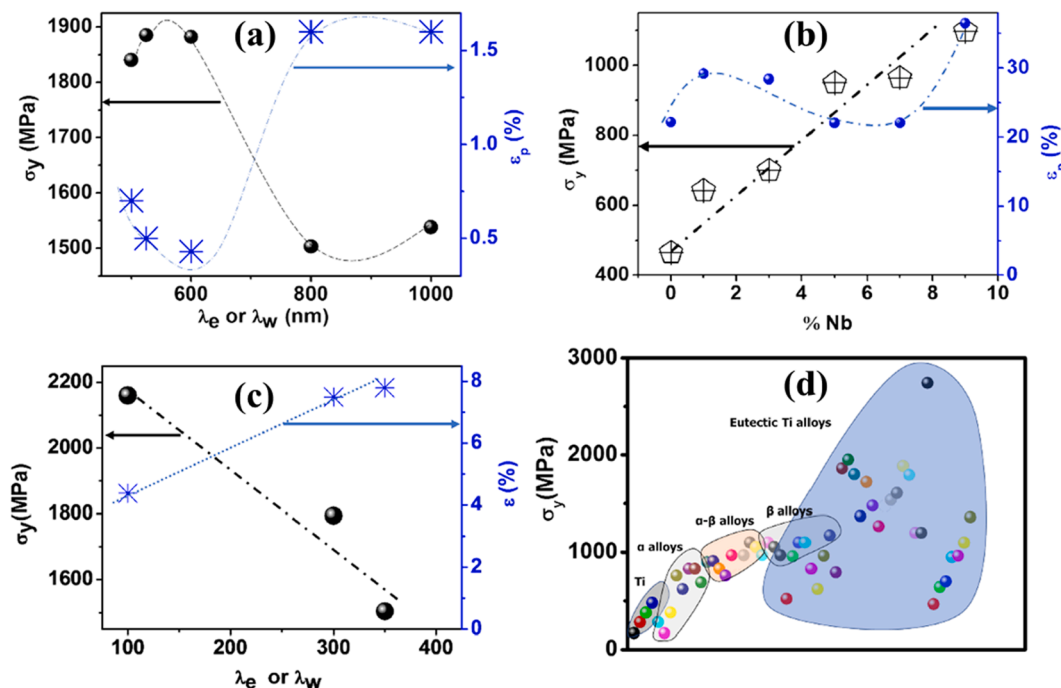 (a)
1900
1800
1700
1600
1500
σy (MPa)
600
800
1000
λe or λw (nm)
1.5
1.0
0.5
εp (%)
(b)
1000
800
600
400
σy (MPa)
0
2
4
6
8
10
% Nb
30
20
10
0
εp (%)
(c)
2200
2000
1800
1600
σy(MPa)
100
200
300
400
λe or λw
8
6
4
2
0
ε (%)
(d)
3000
2000
1000
0
σy(MPa)
Eutectic Ti alloys
β alloys
α-β alloys
α alloys
Ti